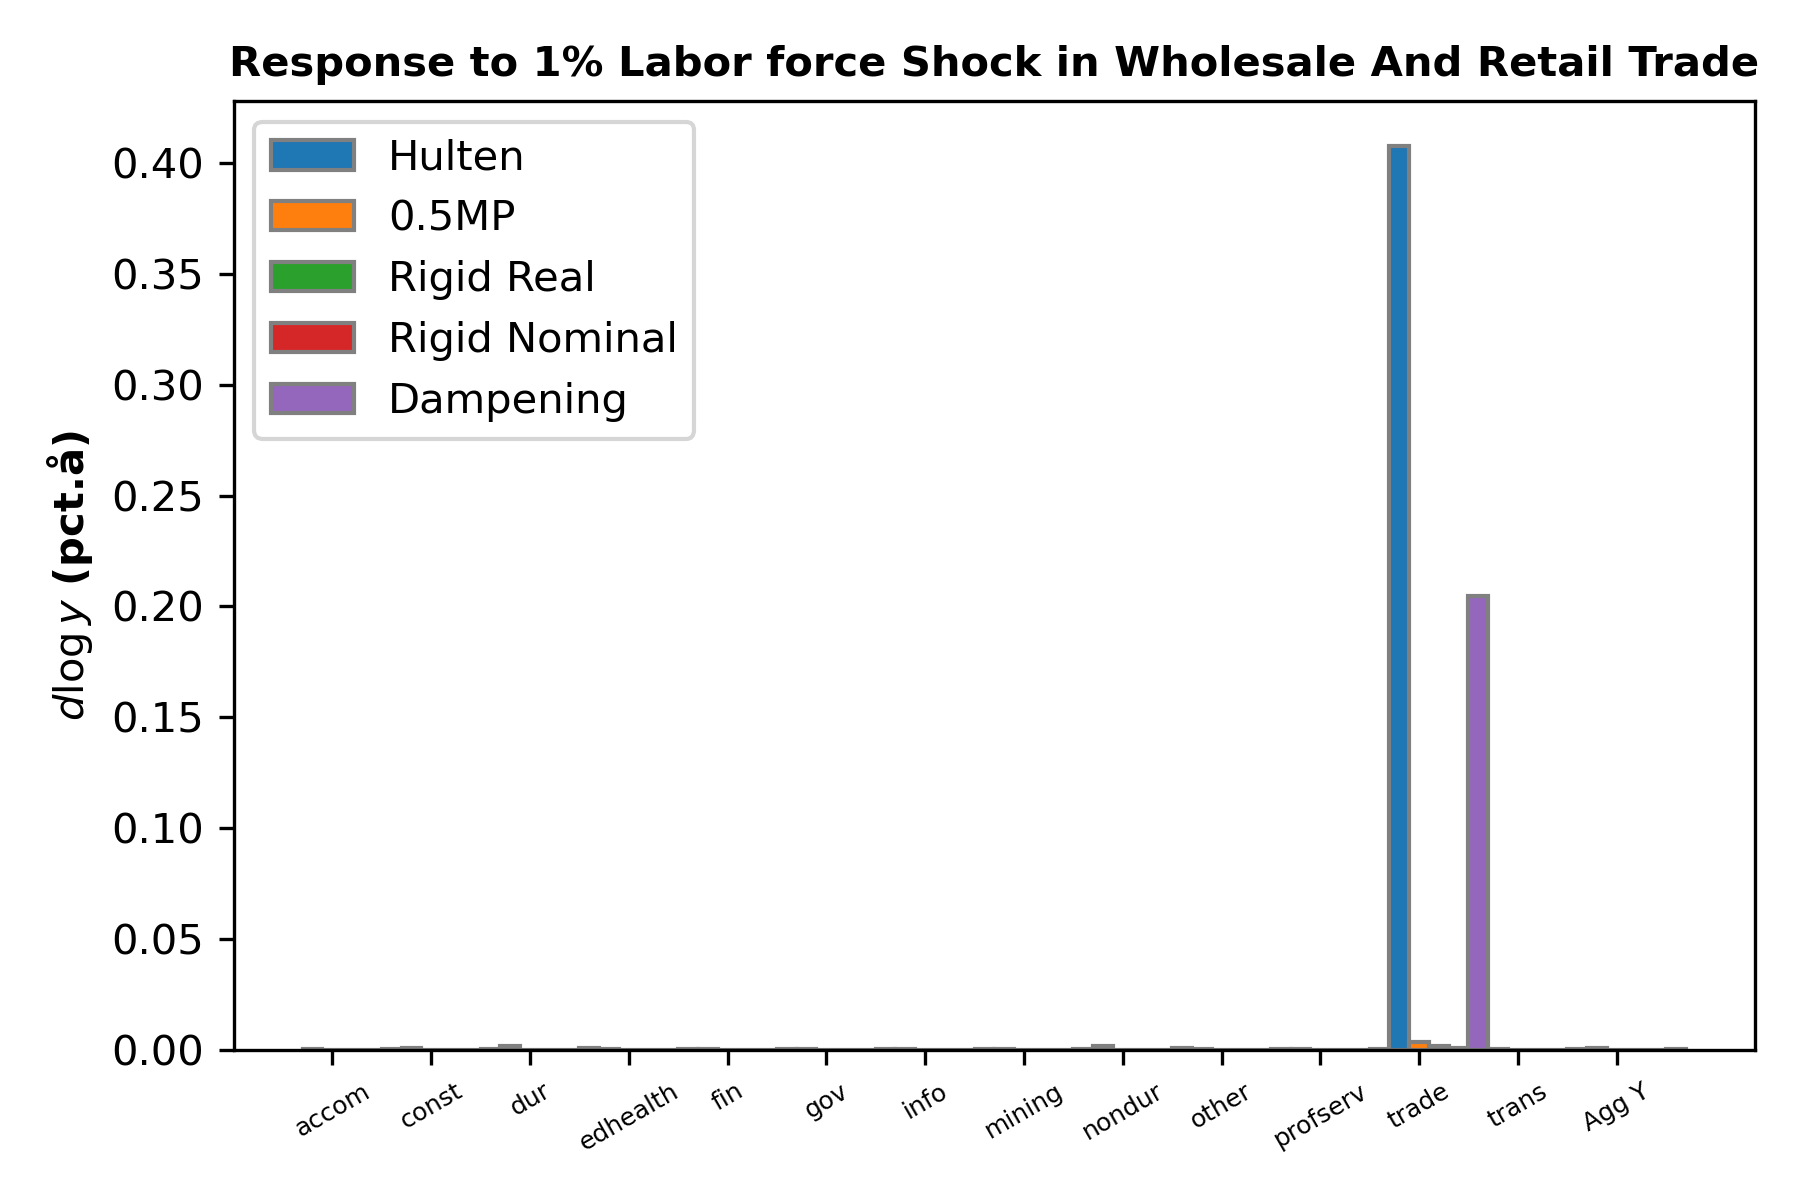 Response to 1% Labor force Shock in Wholesale And Retail Trade
Hulten
0.5MP
Rigid Real
Rigid Nominal
Dampening
dlog y (pct.å)
0.40
0.35
0.30
0.25
0.20
0.15
0.10
0.05
0.00
accom const dur edhealth fin gov info mining nondur other profserv trade trans Agg Y